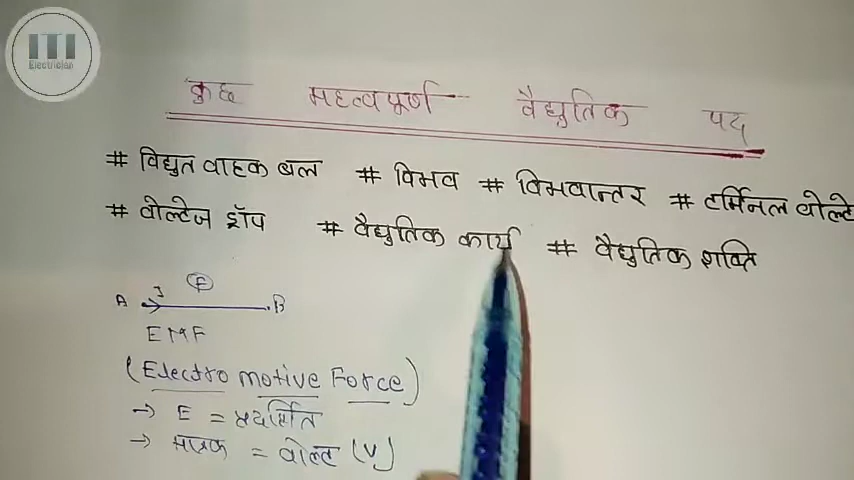 ITI
Electrician
कुछ महत्वपूर्ण वैद्युतिक पद
# विद्युत वाहक बल # विभव # विभवान्तर # टर्मिनल वोल्टे
# वोल्टेज ड्रॉप # वैद्युतिक कार्य # वैद्युतिक शक्ति
E
A I B
EMF
(Electro motive Force)
→ E = प्रदर्शित
→ मात्रक = वोल्ट (V)